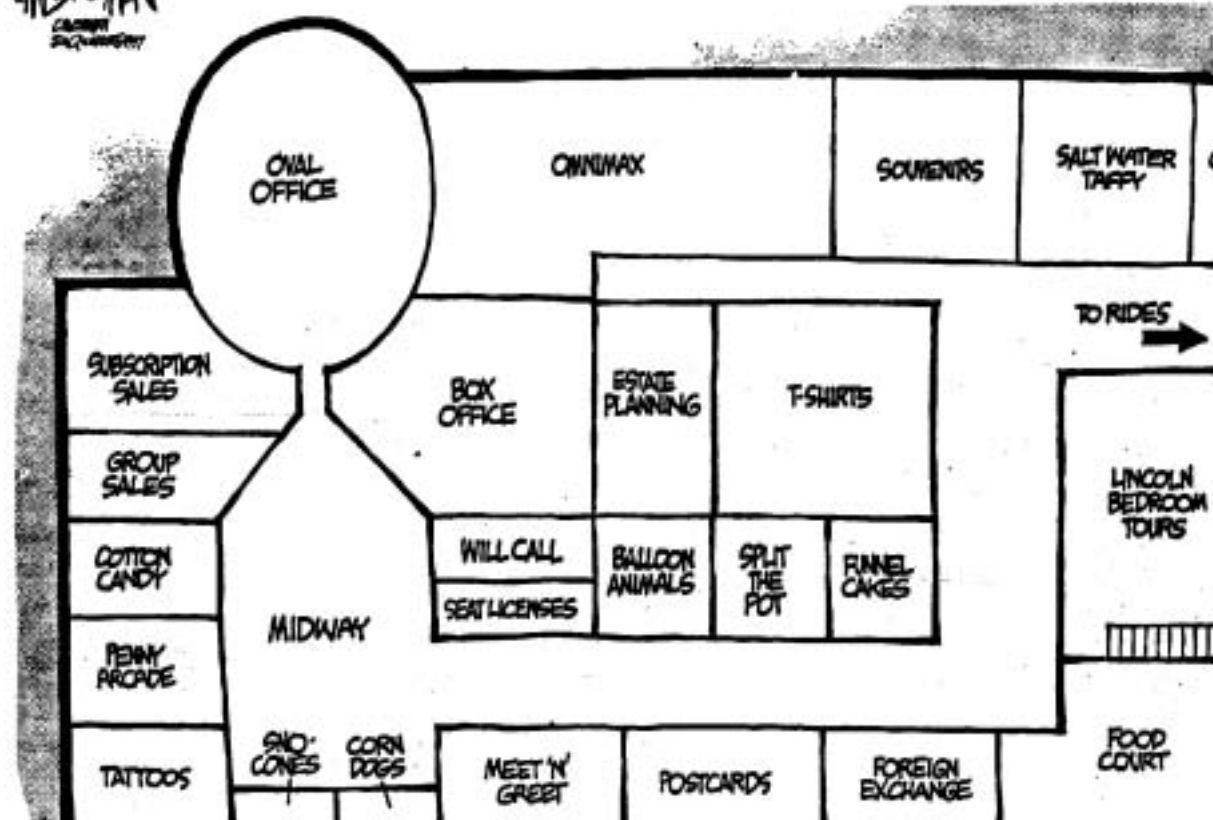 CINCINNATI
ENQUIRER
OVAL
OFFICE
OMNIMAX
SOUVENIRS
SALT WATER
TAFFY
TO RIDES
SUBSCRIPTION
SALES
BOX
OFFICE
ESTATE
PLANNING
T-SHIRTS
GROUP
SALES
LINCOLN
BEDROOM
TOURS
COTTON
CANDY
WILL CALL
BALLOON
ANIMALS
SPLIT
THE
POT
FUNNEL
CAKES
SEAT LICENSES
MIDWAY
PENNY
ARCADE
TATTOOS
SNO-
CONES
CORN
DOGS
MEET 'N'
GREET
POSTCARDS
FOREIGN
EXCHANGE
FOOD
COURT